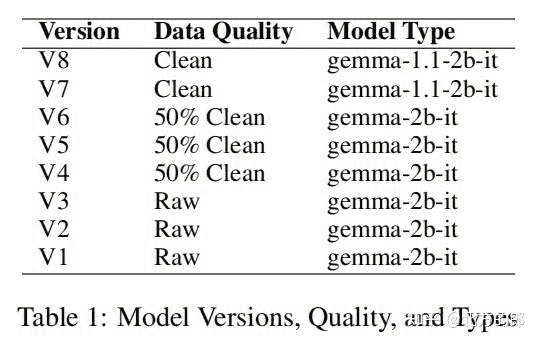 Version Data Quality Model Type
V8 Clean gemma-1.1-2b-it
V7 Clean gemma-1.1-2b-it
V6 50% Clean gemma-2b-it
V5 50% Clean gemma-2b-it
V4 50% Clean gemma-2b-it
V3 Raw gemma-2b-it
V2 Raw gemma-2b-it
V1 Raw gemma-2b-it
Table 1: Model Versions, Quality, and Types